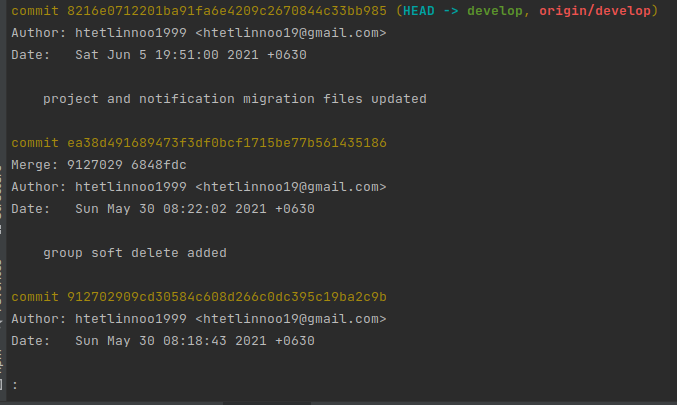 commit 8216e0712201ba91fa6e4209c2670844c33bb985 (HEAD -> develop, origin/develop)
Author: htetlinnoo1999 <htetlinnoo19@gmail.com>
Date:   Sat Jun 5 19:51:00 2021 +0630
project and notification migration files updated
commit ea38d491689473f3df0bcf1715be77b561435186
Merge: 9127029 6848fdc
Author: htetlinnoo1999 <htetlinnoo19@gmail.com>
Date:   Sun May 30 08:22:02 2021 +0630
group soft delete added
commit 912702909cd30584c608d266c0dc395c19ba2c9b
Author: htetlinnoo1999 <htetlinnoo19@gmail.com>
Date:   Sun May 30 08:18:43 2021 +0630
: